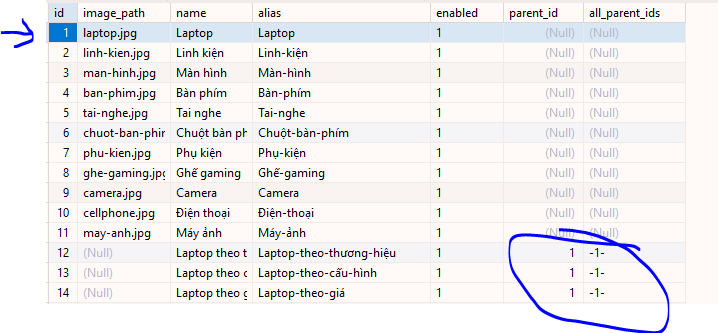 id image_path name alias enabled parent_id all_parent_ids
1 laptop.jpg Laptop Laptop 1 (Null) (Null)
2 linh-kien.jpg Linh kiện Linh-kiện 1 (Null) (Null)
3 man-hinh.jpg Màn hình Màn-hình 1 (Null) (Null)
4 ban-phim.jpg Bàn phím Bàn-phím 1 (Null) (Null)
5 tai-nghe.jpg Tai nghe Tai-nghe 1 (Null) (Null)
6 chuot-ban-phin Chuột bàn ph Chuột-bàn-phím 1 (Null) (Null)
7 phu-kien.jpg Phụ kiện Phụ-kiện 1 (Null) (Null)
8 ghe-gaming.jpg Ghế gaming Ghế-gaming 1 (Null) (Null)
9 camera.jpg Camera Camera 1 (Null) (Null)
10 cellphone.jpg Điện thoại Điện-thoại 1 (Null) (Null)
11 may-anh.jpg Máy ảnh Máy-ảnh 1 (Null) (Null)
12 (Null) Laptop theo t Laptop-theo-thương-hiệu 1 1 -1-
13 (Null) Laptop theo c Laptop-theo-cấu-hình 1 1 -1-
14 (Null) Laptop theo g Laptop-theo-giá 1 1 -1-